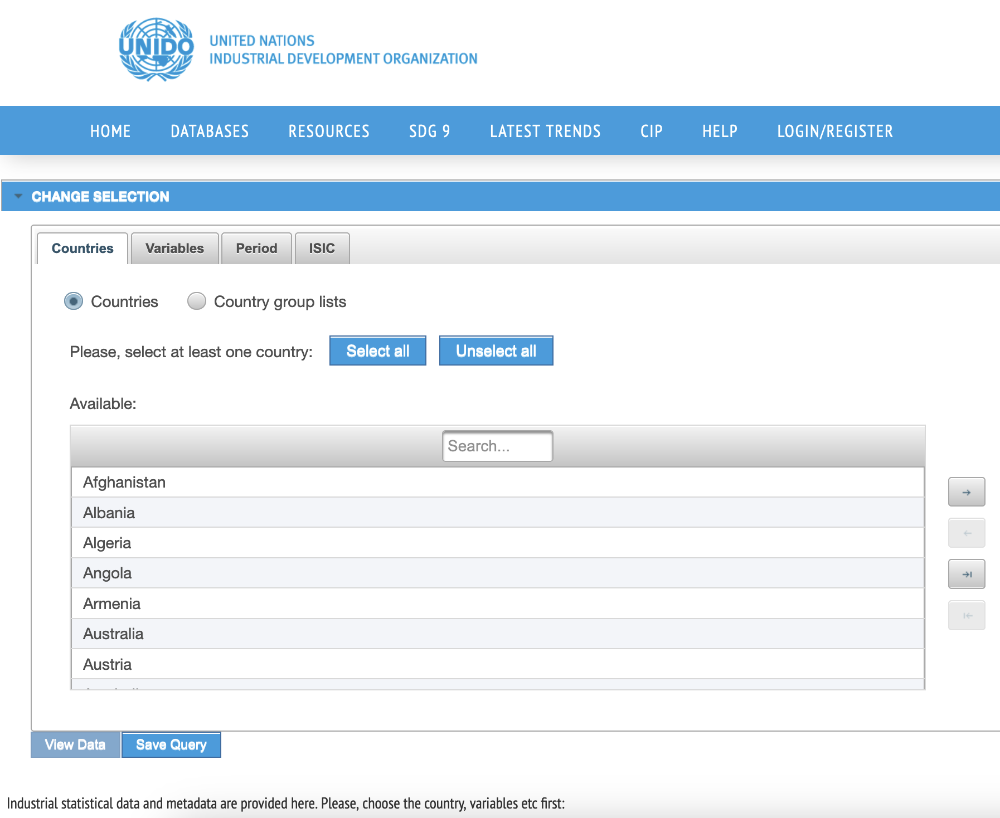 UNIDO
UNITED NATIONS
INDUSTRIAL DEVELOPMENT ORGANIZATION
HOME DATABASES RESOURCES SDG 9 LATEST TRENDS CIP HELP LOGIN/REGISTER
CHANGE SELECTION
Countries Variables Period ISIC
Countries Country group lists
Please, select at least one country: Select all Unselect all
Available:
Search...
Afghanistan
Albania
Algeria
Angola
Armenia
Australia
Austria
View Data Save Query
Industrial statistical data and metadata are provided here. Please, choose the country, variables etc first: